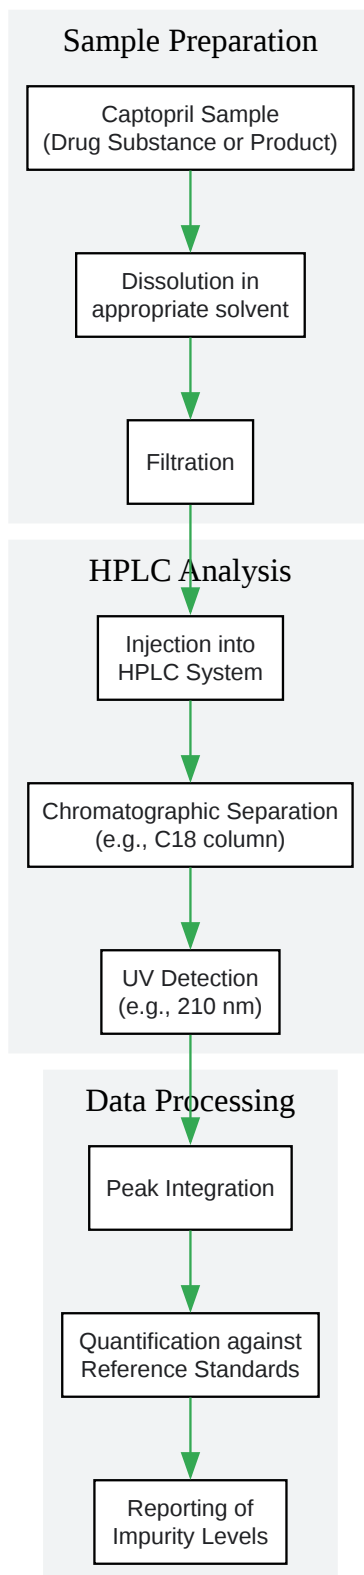 Sample Preparation
Captopril Sample
(Drug Substance or Product)
Dissolution in
appropriate solvent
Filtration
HPLC Analysis
Injection into
HPLC System
Chromatographic Separation
(e.g., C18 column)
UV Detection
(e.g., 210 nm)
Data Processing
Peak Integration
Quantification against
Reference Standards
Reporting of
Impurity Levels